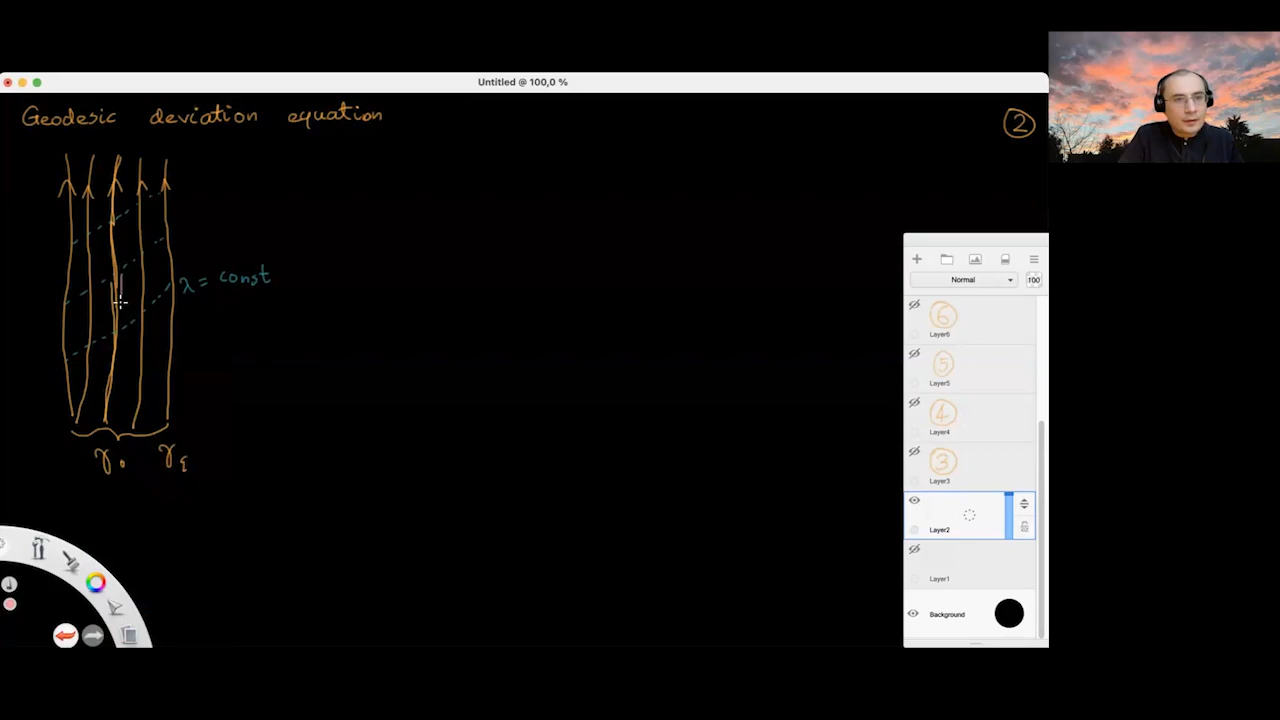 Untitled @ 100,0 %
Geodesic deviation equation
②
λ = const
γ₀ γ_ξ
Normal
100
⑥
Layer6
⑤
Layer5
④
Layer4
③
Layer3
Layer2
Layer1
Background